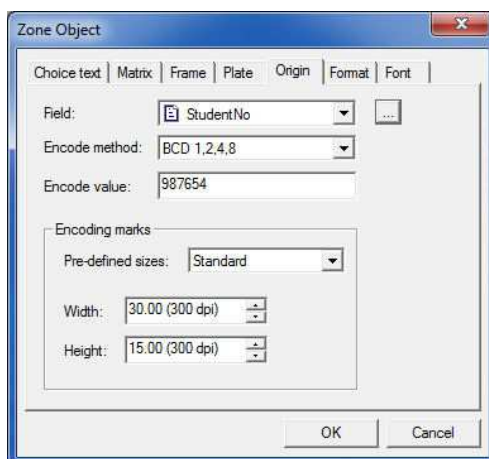 Zone Object
Choice text Matrix Frame Plate Origin Format Font
Field: StudentNo ...
Encode method: BCD 1,2,4,8
Encode value: 987654
Encoding marks
Pre-defined sizes: Standard
Width: 30.00 (300 dpi)
Height: 15.00 (300 dpi)
OK Cancel